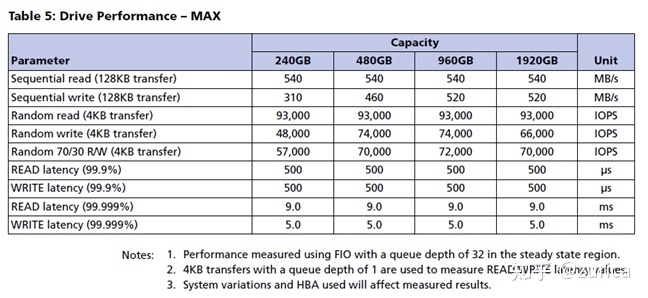 Table 5: Drive Performance – MAX
Capacity
Parameter 240GB 480GB 960GB 1920GB Unit
Sequential read (128KB transfer) 540 540 540 540 MB/s
Sequential write (128KB transfer) 310 460 520 520 MB/s
Random read (4KB transfer) 93,000 93,000 93,000 93,000 IOPS
Random write (4KB transfer) 48,000 74,000 74,000 66,000 IOPS
Random 70/30 R/W (4KB transfer) 57,000 70,000 72,000 70,000 IOPS
READ latency (99.9%) 500 500 500 500 µs
WRITE latency (99.9%) 500 500 500 500 µs
READ latency (99.999%) 9.0 9.0 9.0 9.0 ms
WRITE latency (99.999%) 5.0 5.0 5.0 5.0 ms
Notes: 1. Performance measured using FIO with a queue depth of 32 in the steady state region.
2. 4KB transfers with a queue depth of 1 are used to measure READ/WRITE latency values.
3. System variations and HBA used will affect measured results.
知乎 @zurica